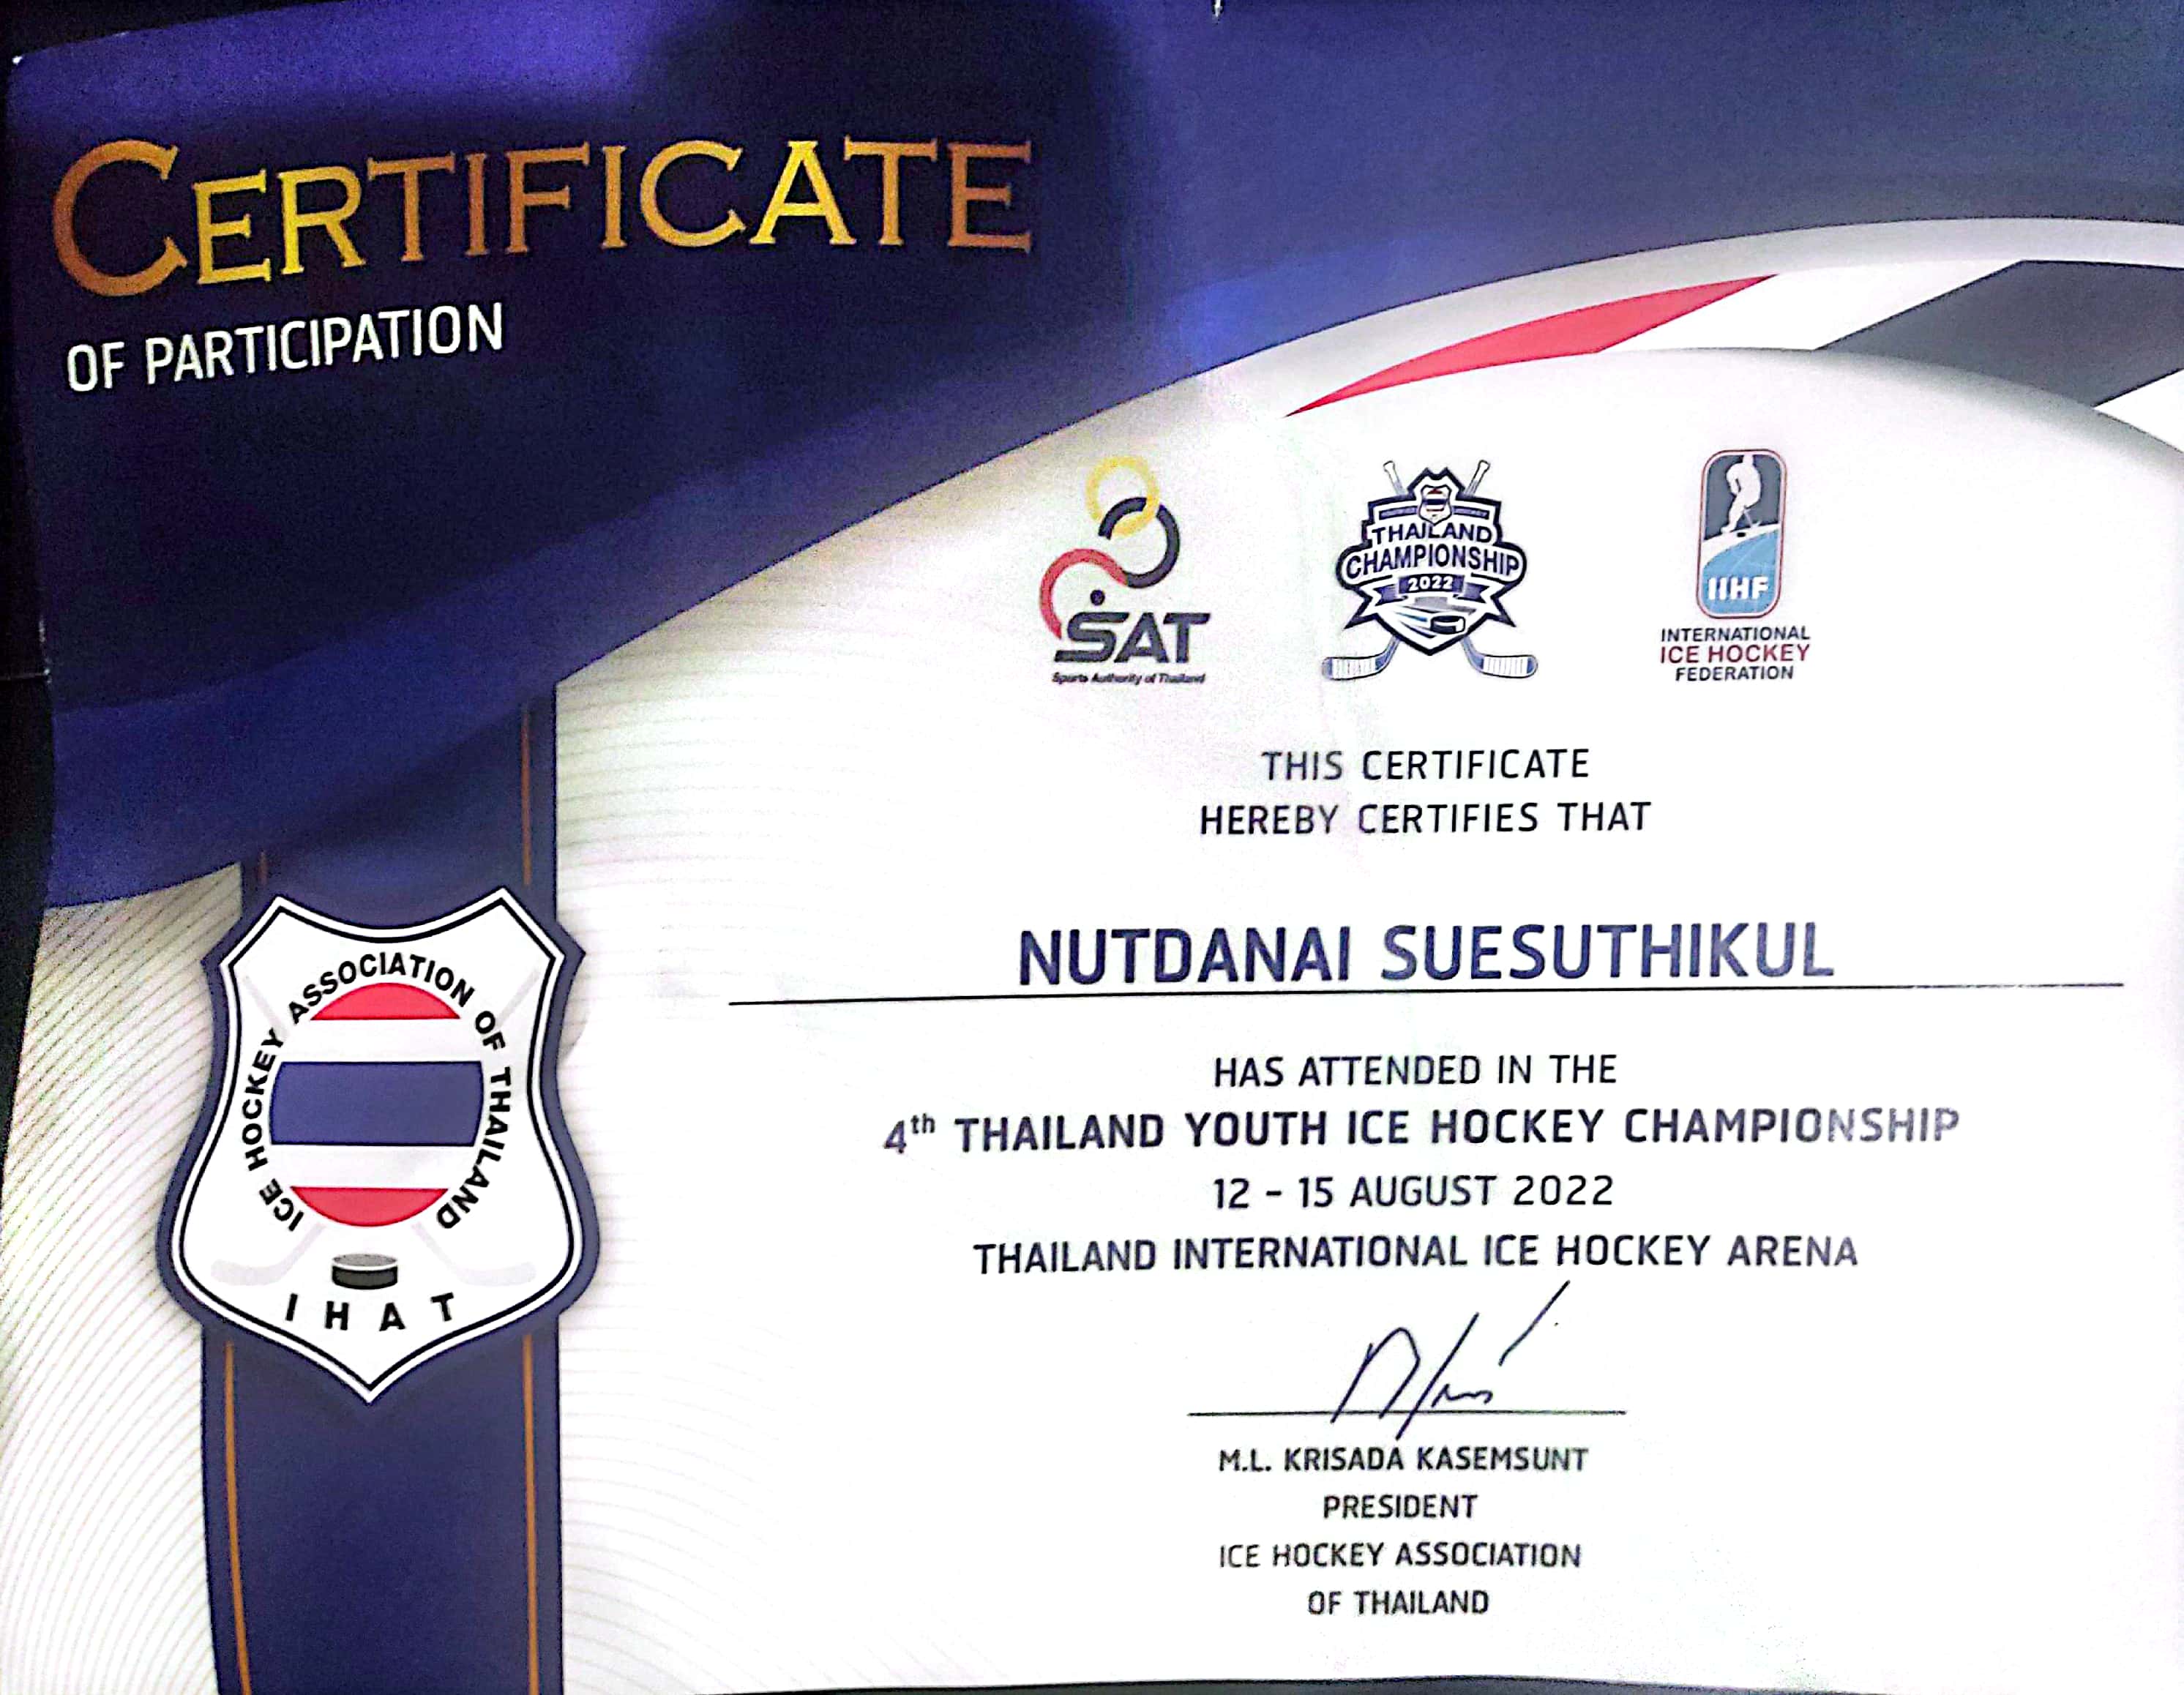 CERTIFICATE
OF PARTICIPATION
SAT
Sports Authority of Thailand
THAILAND
CHAMPIONSHIP
2022
IIHF
INTERNATIONAL
ICE HOCKEY
FEDERATION
THIS CERTIFICATE
HEREBY CERTIFIES THAT
NUTDANAI SUESUTHIKUL
HAS ATTENDED IN THE
4th THAILAND YOUTH ICE HOCKEY CHAMPIONSHIP
12 - 15 AUGUST 2022
THAILAND INTERNATIONAL ICE HOCKEY ARENA
M.L. KRISADA KASEMSUNT
PRESIDENT
ICE HOCKEY ASSOCIATION
OF THAILAND
ICE HOCKEY ASSOCIATION OF THAILAND
IHAT